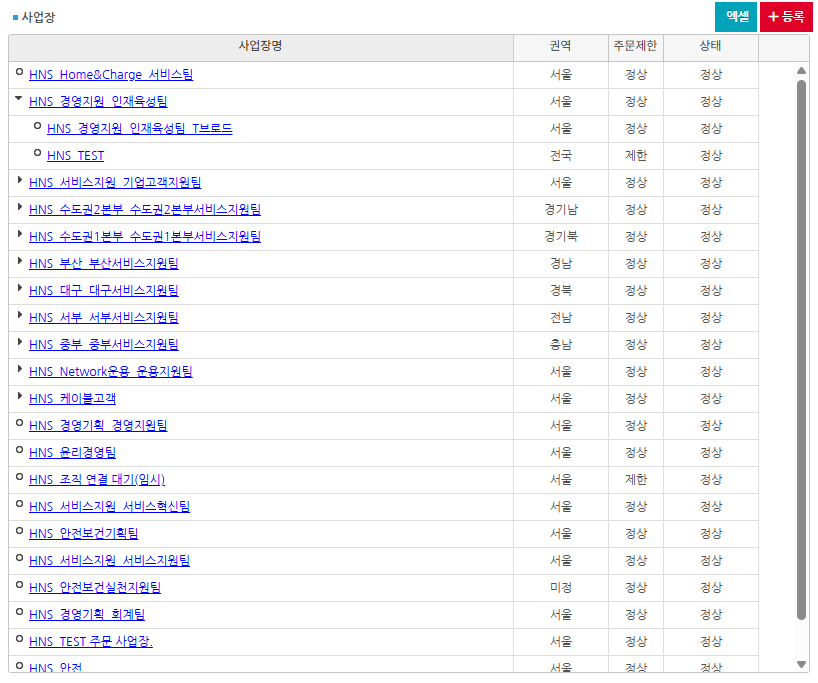 사업장
엑셀 + 등록
사업장명 권역 주문제한 상태
HNS_Home&Charge_서비스팀 서울 정상 정상
HNS_경영지원_인재육성팀 서울 정상 정상
HNS_경영지원_인재육성팀_T브로드 서울 정상 정상
HNS_TEST 전국 제한 정상
HNS_서비스지원_기업고객지원팀 서울 정상 정상
HNS_수도권2본부_수도권2본부서비스지원팀 경기남 정상 정상
HNS_수도권1본부_수도권1본부서비스지원팀 경기북 정상 정상
HNS_부산_부산서비스지원팀 경남 정상 정상
HNS_대구_대구서비스지원팀 경북 정상 정상
HNS_서부_서부서비스지원팀 전남 정상 정상
HNS_중부_중부서비스지원팀 충남 정상 정상
HNS_Network운용_운용지원팀 서울 정상 정상
HNS_케이블고객 서울 정상 정상
HNS_경영기획_경영지원팀 서울 정상 정상
HNS_윤리경영팀 서울 정상 정상
HNS_조직 연결 대기(임시) 서울 제한 정상
HNS_서비스지원_서비스혁신팀 서울 정상 정상
HNS_안전보건기획팀 서울 정상 정상
HNS_서비스지원_서비스지원팀 서울 정상 정상
HNS_안전보건실천지원팀 미정 정상 정상
HNS_경영기획_회계팀 서울 정상 정상
HNS_TEST 주문 사업장. 서울 정상 정상
HNS_안전 서울 정상 정상